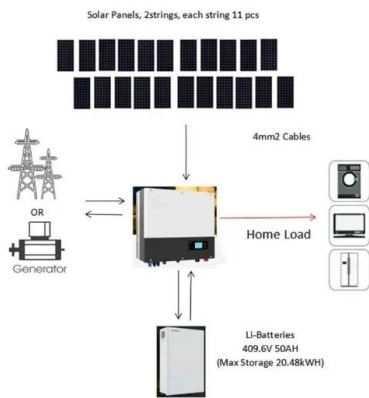 Solar Panels, 2strings, each string 11 pcs
4mm2 Cables
OR
Generator
Home Load
Li-Batteries
409.6V 50AH
(Max Storage 20.48kWH)